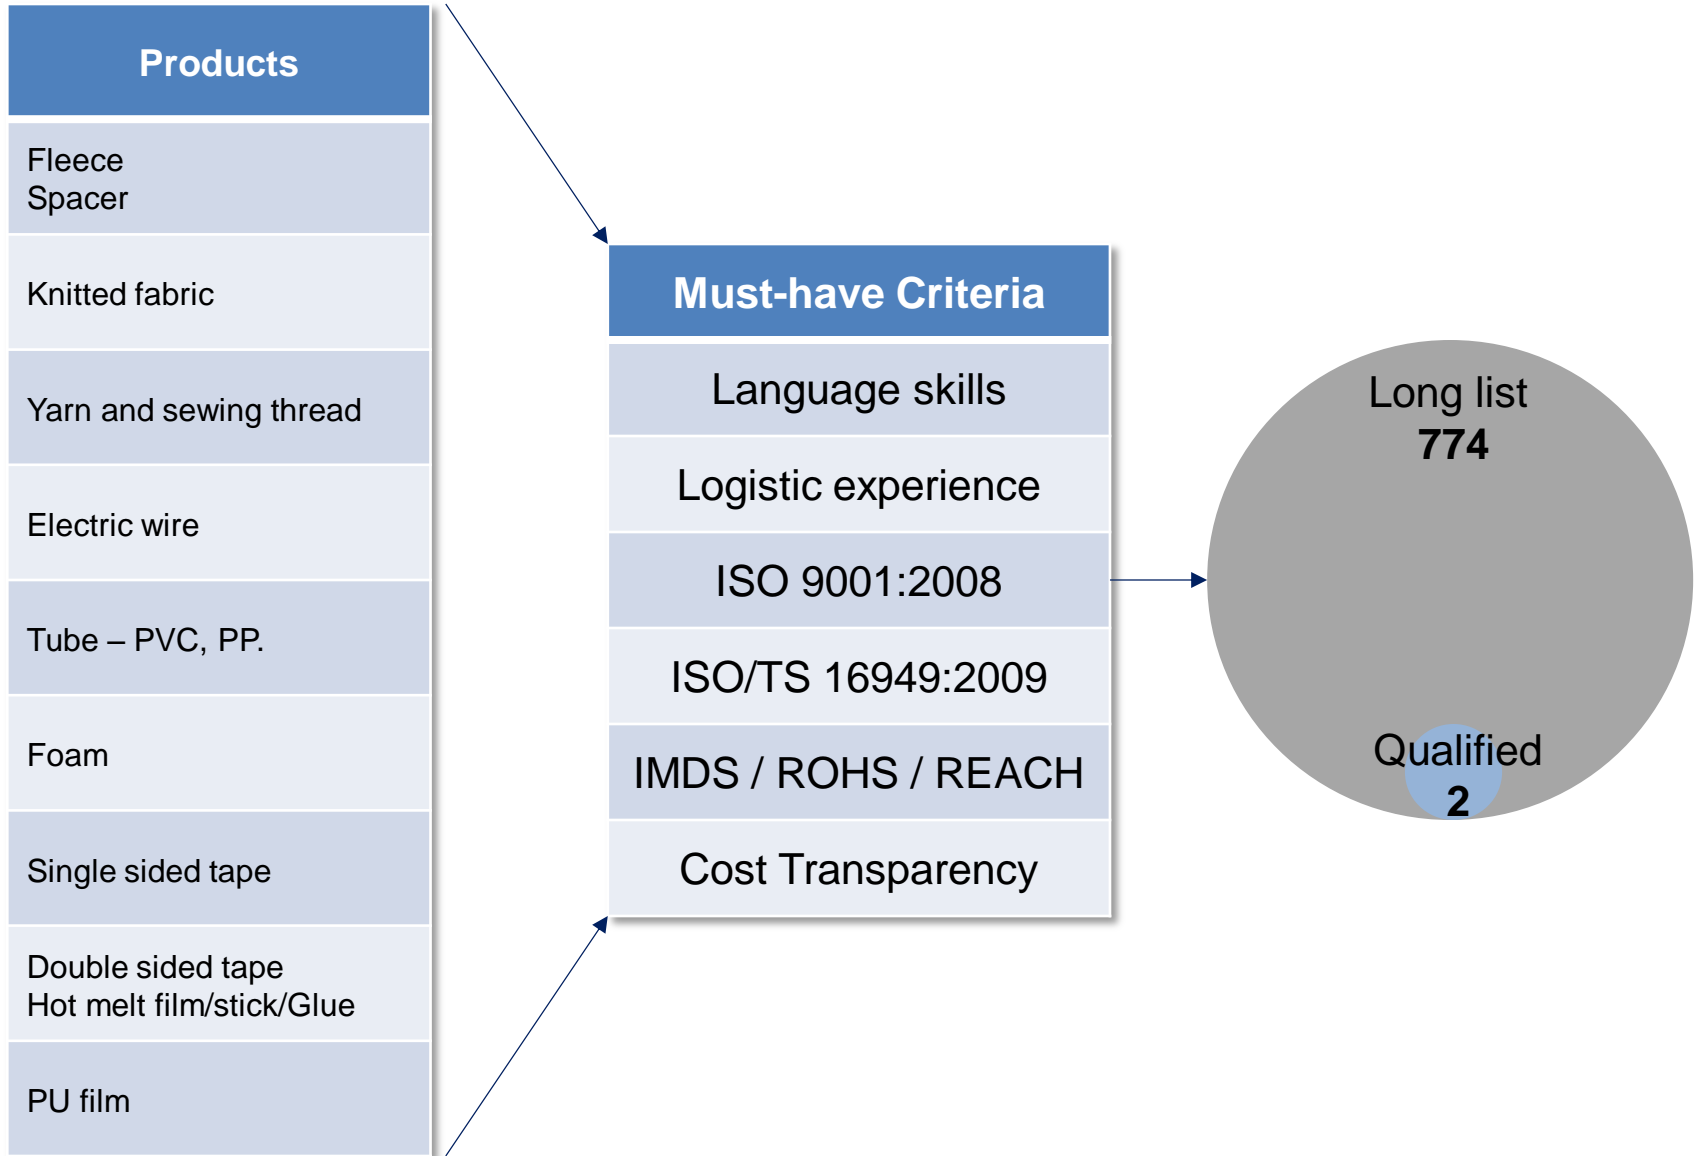 Products
Fleece
Spacer
Knitted fabric
Yarn and sewing thread
Electric wire
Tube – PVC, PP.
Foam
Single sided tape
Double sided tape
Hot melt film/stick/Glue
PU film
Must-have Criteria
Language skills
Logistic experience
ISO 9001:2008
ISO/TS 16949:2009
IMDS / ROHS / REACH
Cost Transparency
Long list
774
Qualified
2